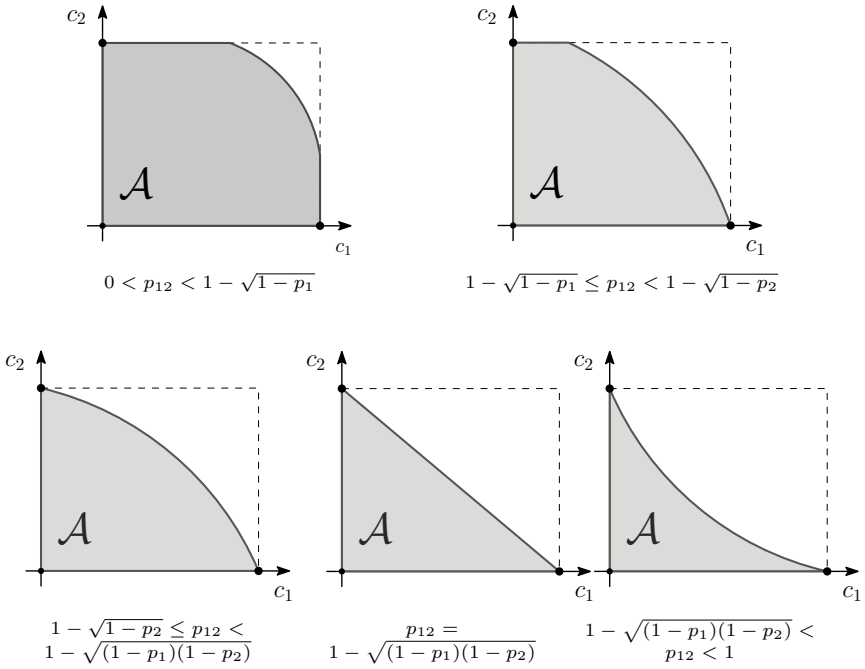 c₂
𝒜
c₁
0 < p₁₂ < 1 − √(1 − p₁)
c₂
𝒜
c₁
1 − √(1 − p₁) ≤ p₁₂ < 1 − √(1 − p₂)
c₂
𝒜
c₁
1 − √(1 − p₂) ≤ p₁₂ <
1 − √((1 − p₁)(1 − p₂))
c₂
𝒜
c₁
p₁₂ =
1 − √((1 − p₁)(1 − p₂))
c₂
𝒜
c₁
1 − √((1 − p₁)(1 − p₂)) <
p₁₂ < 1